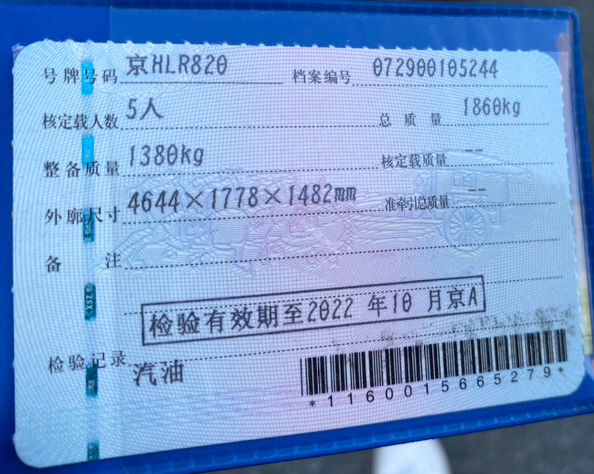 号牌号码 京HLR820 档案编号 072900105244
核定载人数 5人 总质量 1860kg
整备质量 1380kg 核定载质量 --
外廓尺寸 4644×1778×1482mm 准牵引总质量 --
备注
检验有效期至2022 年10 月京A
检验记录 汽油
*1160015665279*